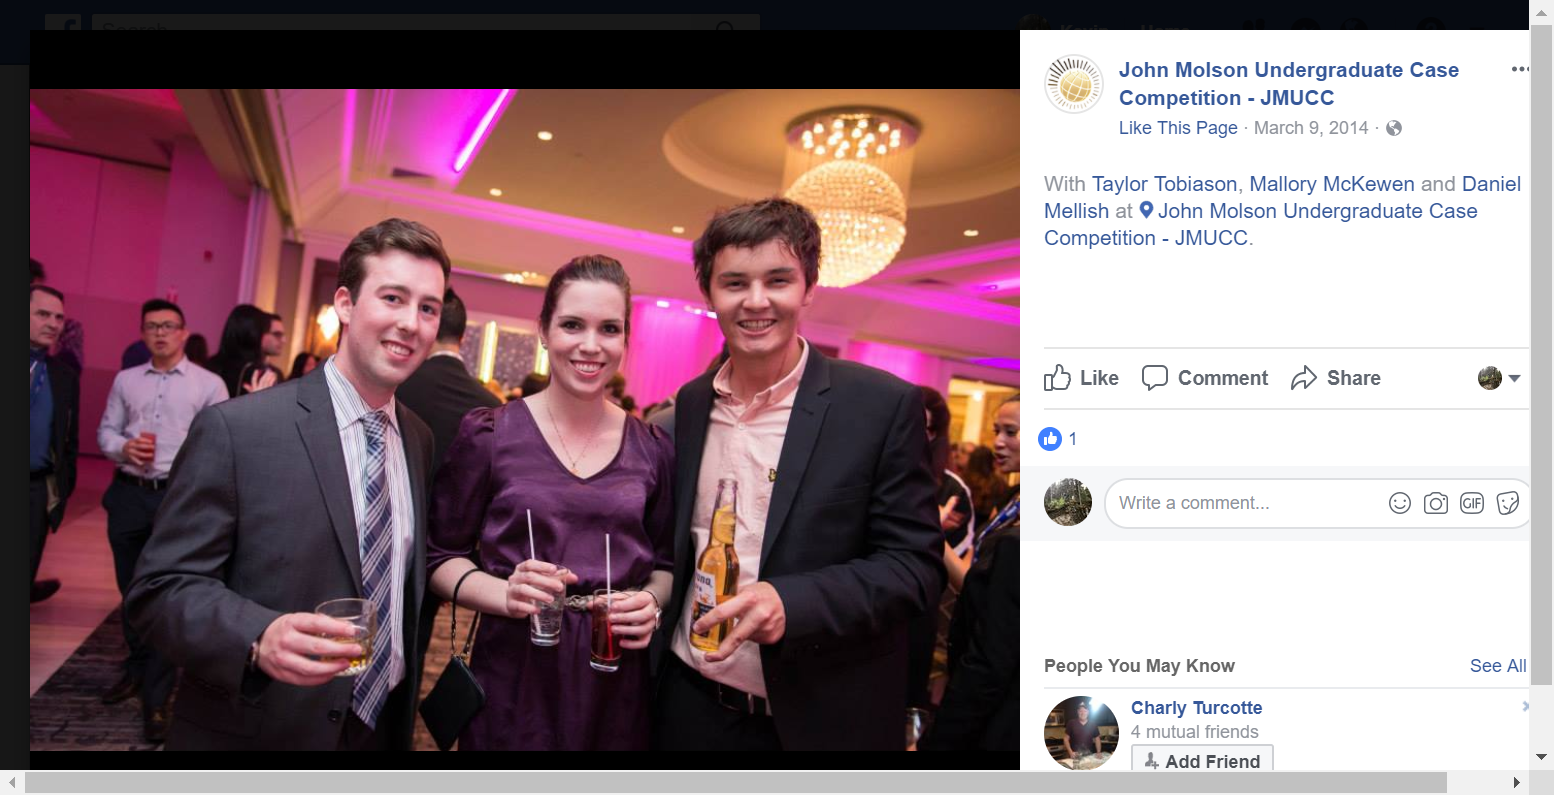 Search
John Molson Undergraduate Case
Competition - JMUCC
Like This Page · March 9, 2014 ·
With Taylor Tobiason, Mallory McKewen and Daniel
Mellish at John Molson Undergraduate Case
Competition - JMUCC.
Like Comment Share
1
Write a comment...
GIF
People You May Know
See All
Charly Turcotte
4 mutual friends
Add Friend